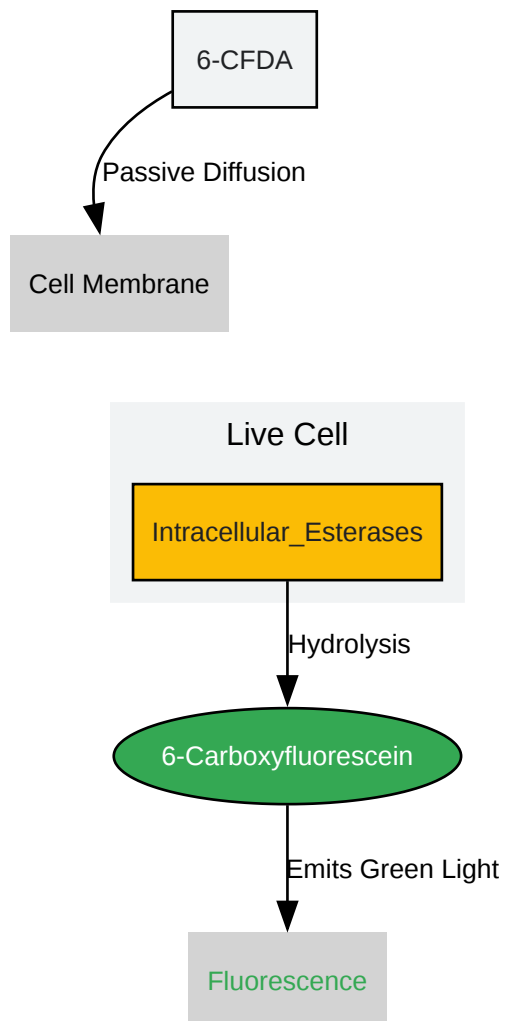 6-CFDA
Passive Diffusion
Cell Membrane
Live Cell
Intracellular_Esterases
Hydrolysis
6-Carboxyfluorescein
Emits Green Light
Fluorescence